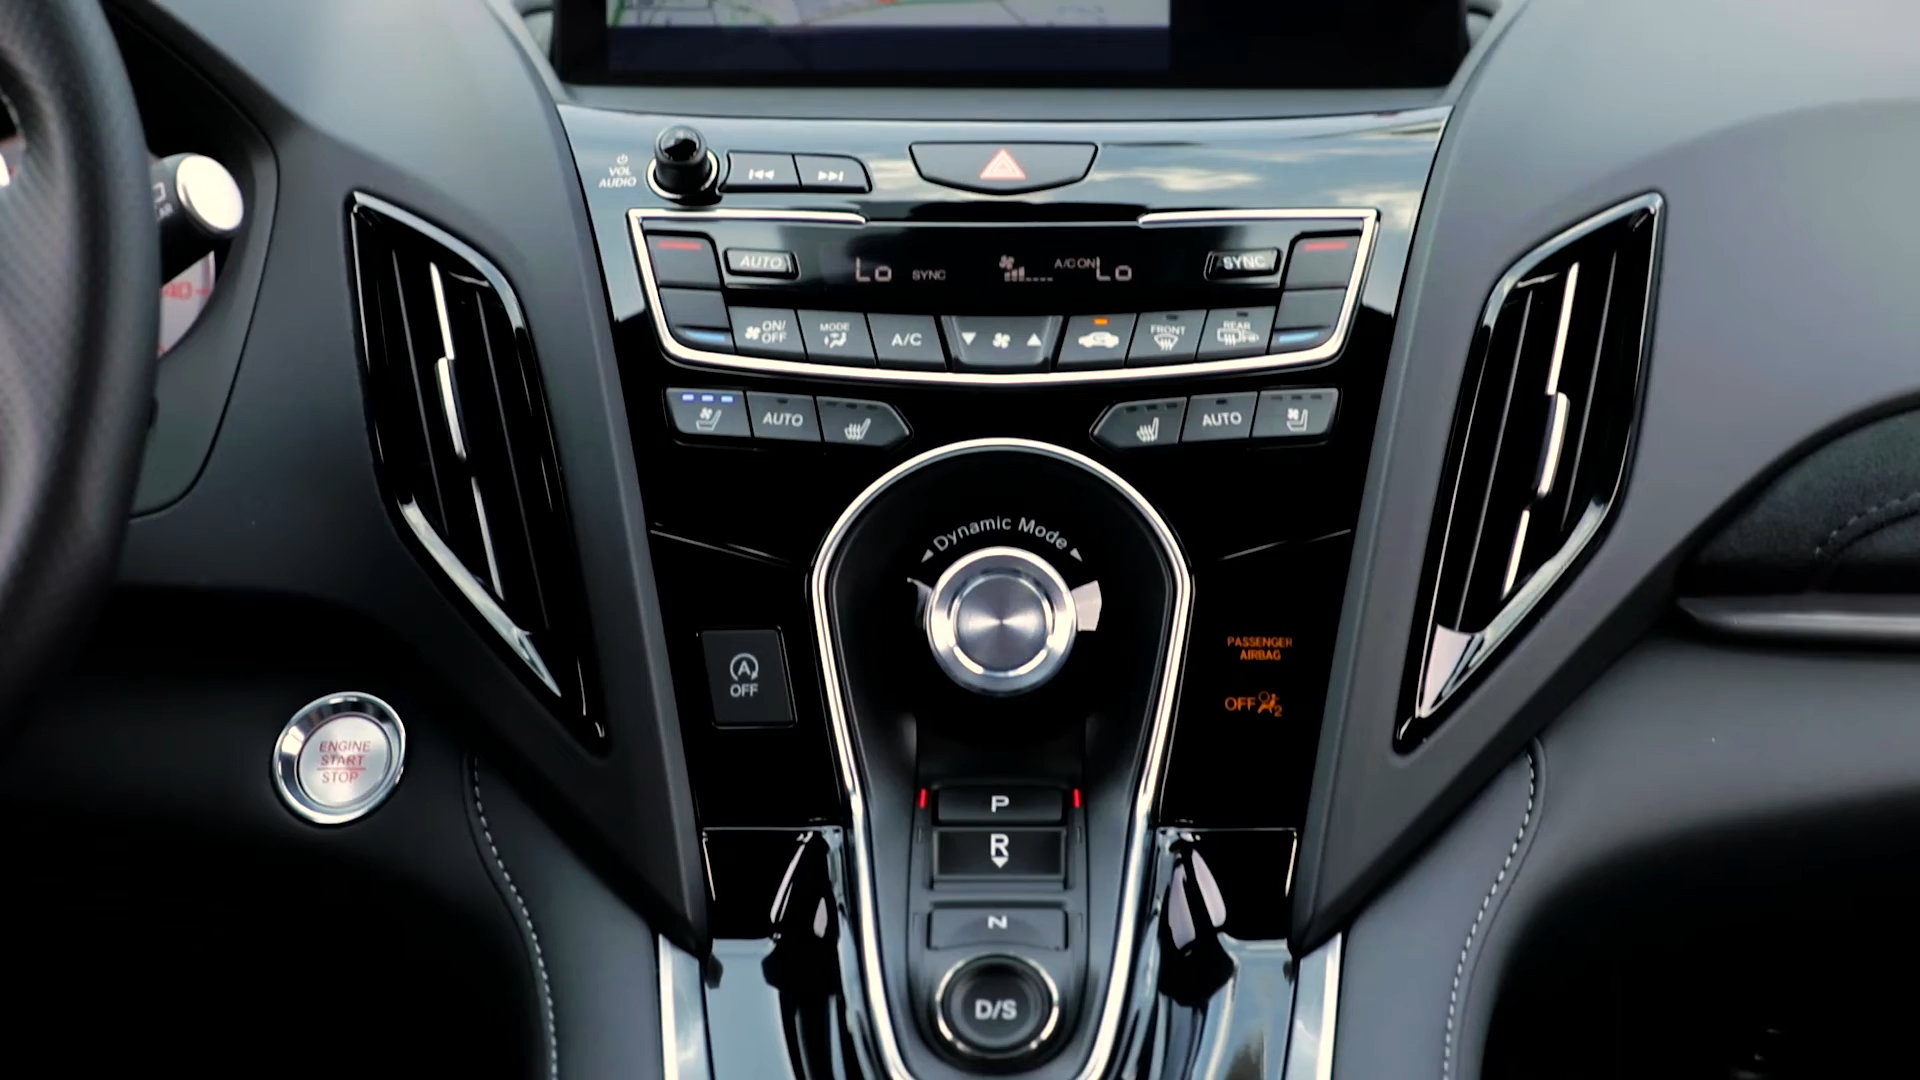 VOL
AUDIO
AUTO
Lo
SYNC
A/C ON
Lo
SYNC
ON/
OFF
MODE
A/C
FRONT
REAR
AUTO
AUTO
Dynamic Mode
A
OFF
PASSENGER
AIRBAG
OFF
2
ENGINE
START
STOP
P
R
N
D/S